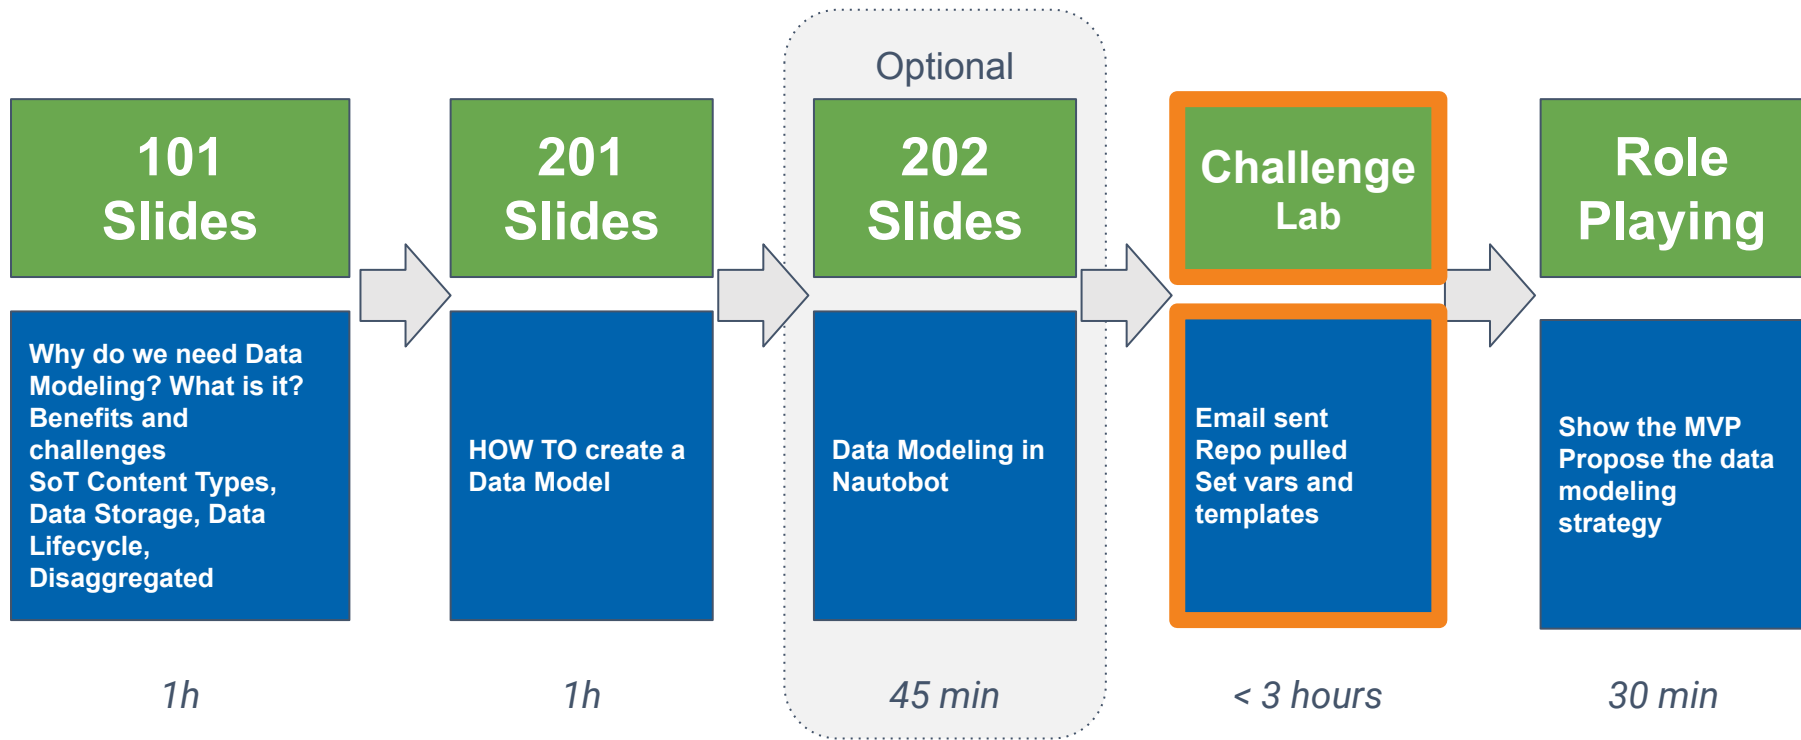 Optional
101
Slides
201
Slides
202
Slides
Challenge
Lab
Role
Playing
Why do we need Data
Modeling? What is it?
Benefits and
challenges
SoT Content Types,
Data Storage, Data
Lifecycle,
Disaggregated
HOW TO create a
Data Model
Data Modeling in
Nautobot
Email sent
Repo pulled
Set vars and
templates
Show the MVP
Propose the data
modeling
strategy
1h
1h
45 min
< 3 hours
30 min